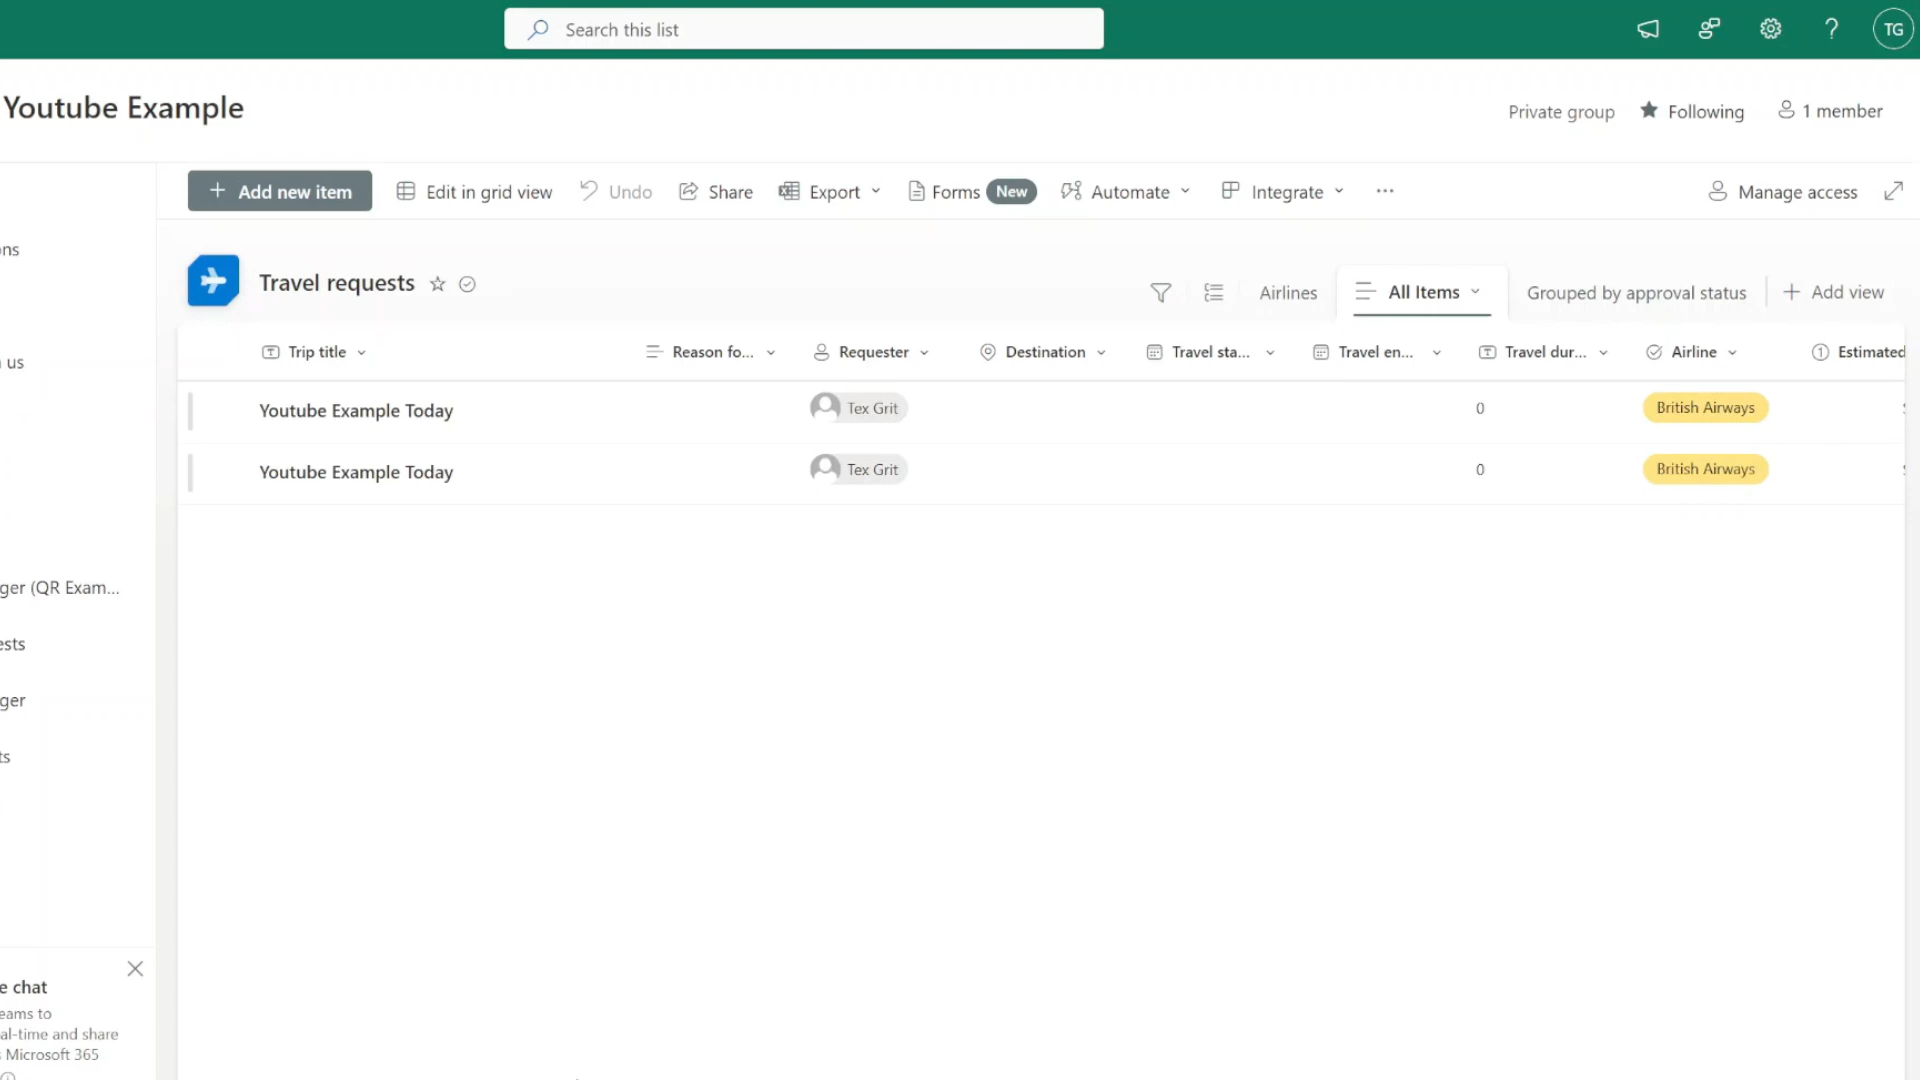 Search this list
TG
Youtube Example
Private group
Following
1 member
Add new item
Edit in grid view
Undo
Share
Export
Forms
New
Automate
Integrate
Manage access
ns
Travel requests
Airlines
All Items
Grouped by approval status
Add view
us
Trip title
Reason fo...
Requester
Destination
Travel sta...
Travel en...
Travel dur...
Airline
Estimated
Youtube Example Today
Tex Grit
0
British Airways
Youtube Example Today
Tex Grit
0
British Airways
ger (QR Exam...
ests
ger
ts
e chat
eams to
al-time and share
Microsoft 365